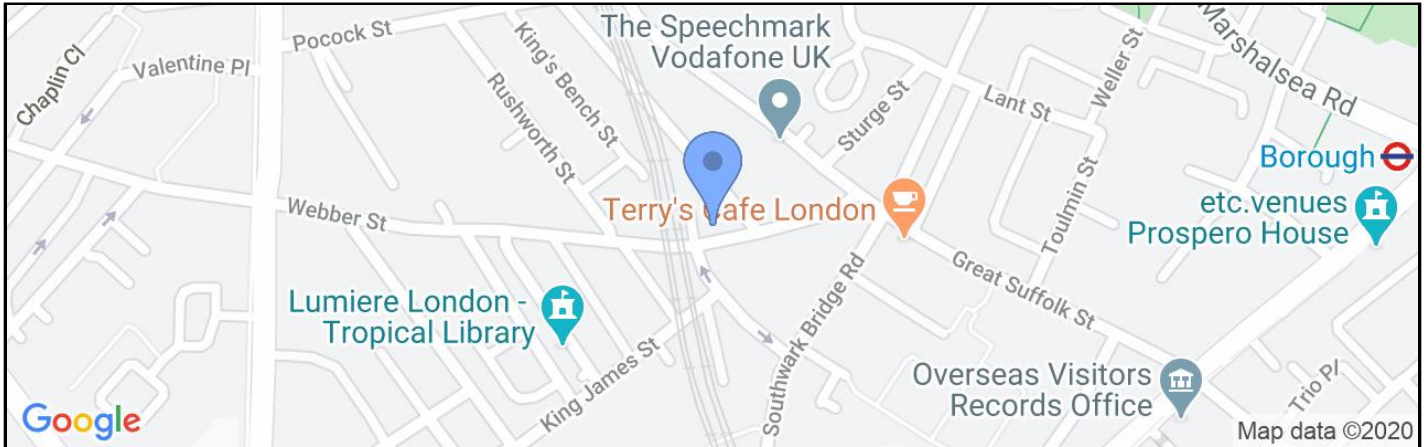 Chaplin Cl
Valentine Pl
Pocock St
King's Bench St
Rushworth St
The Speechmark
Vodafone UK
Sturge St
Lant St
Weller St
Marshalsea Rd
Borough
Toulmin St
etc.venues
Prospero House
Webber St
Terry's Cafe London
Great Suffolk St
Southwark Bridge Rd
Lumiere London -
Tropical Library
King James St
Overseas Visitors
Records Office
Trio Pl
Google
Map data ©2020